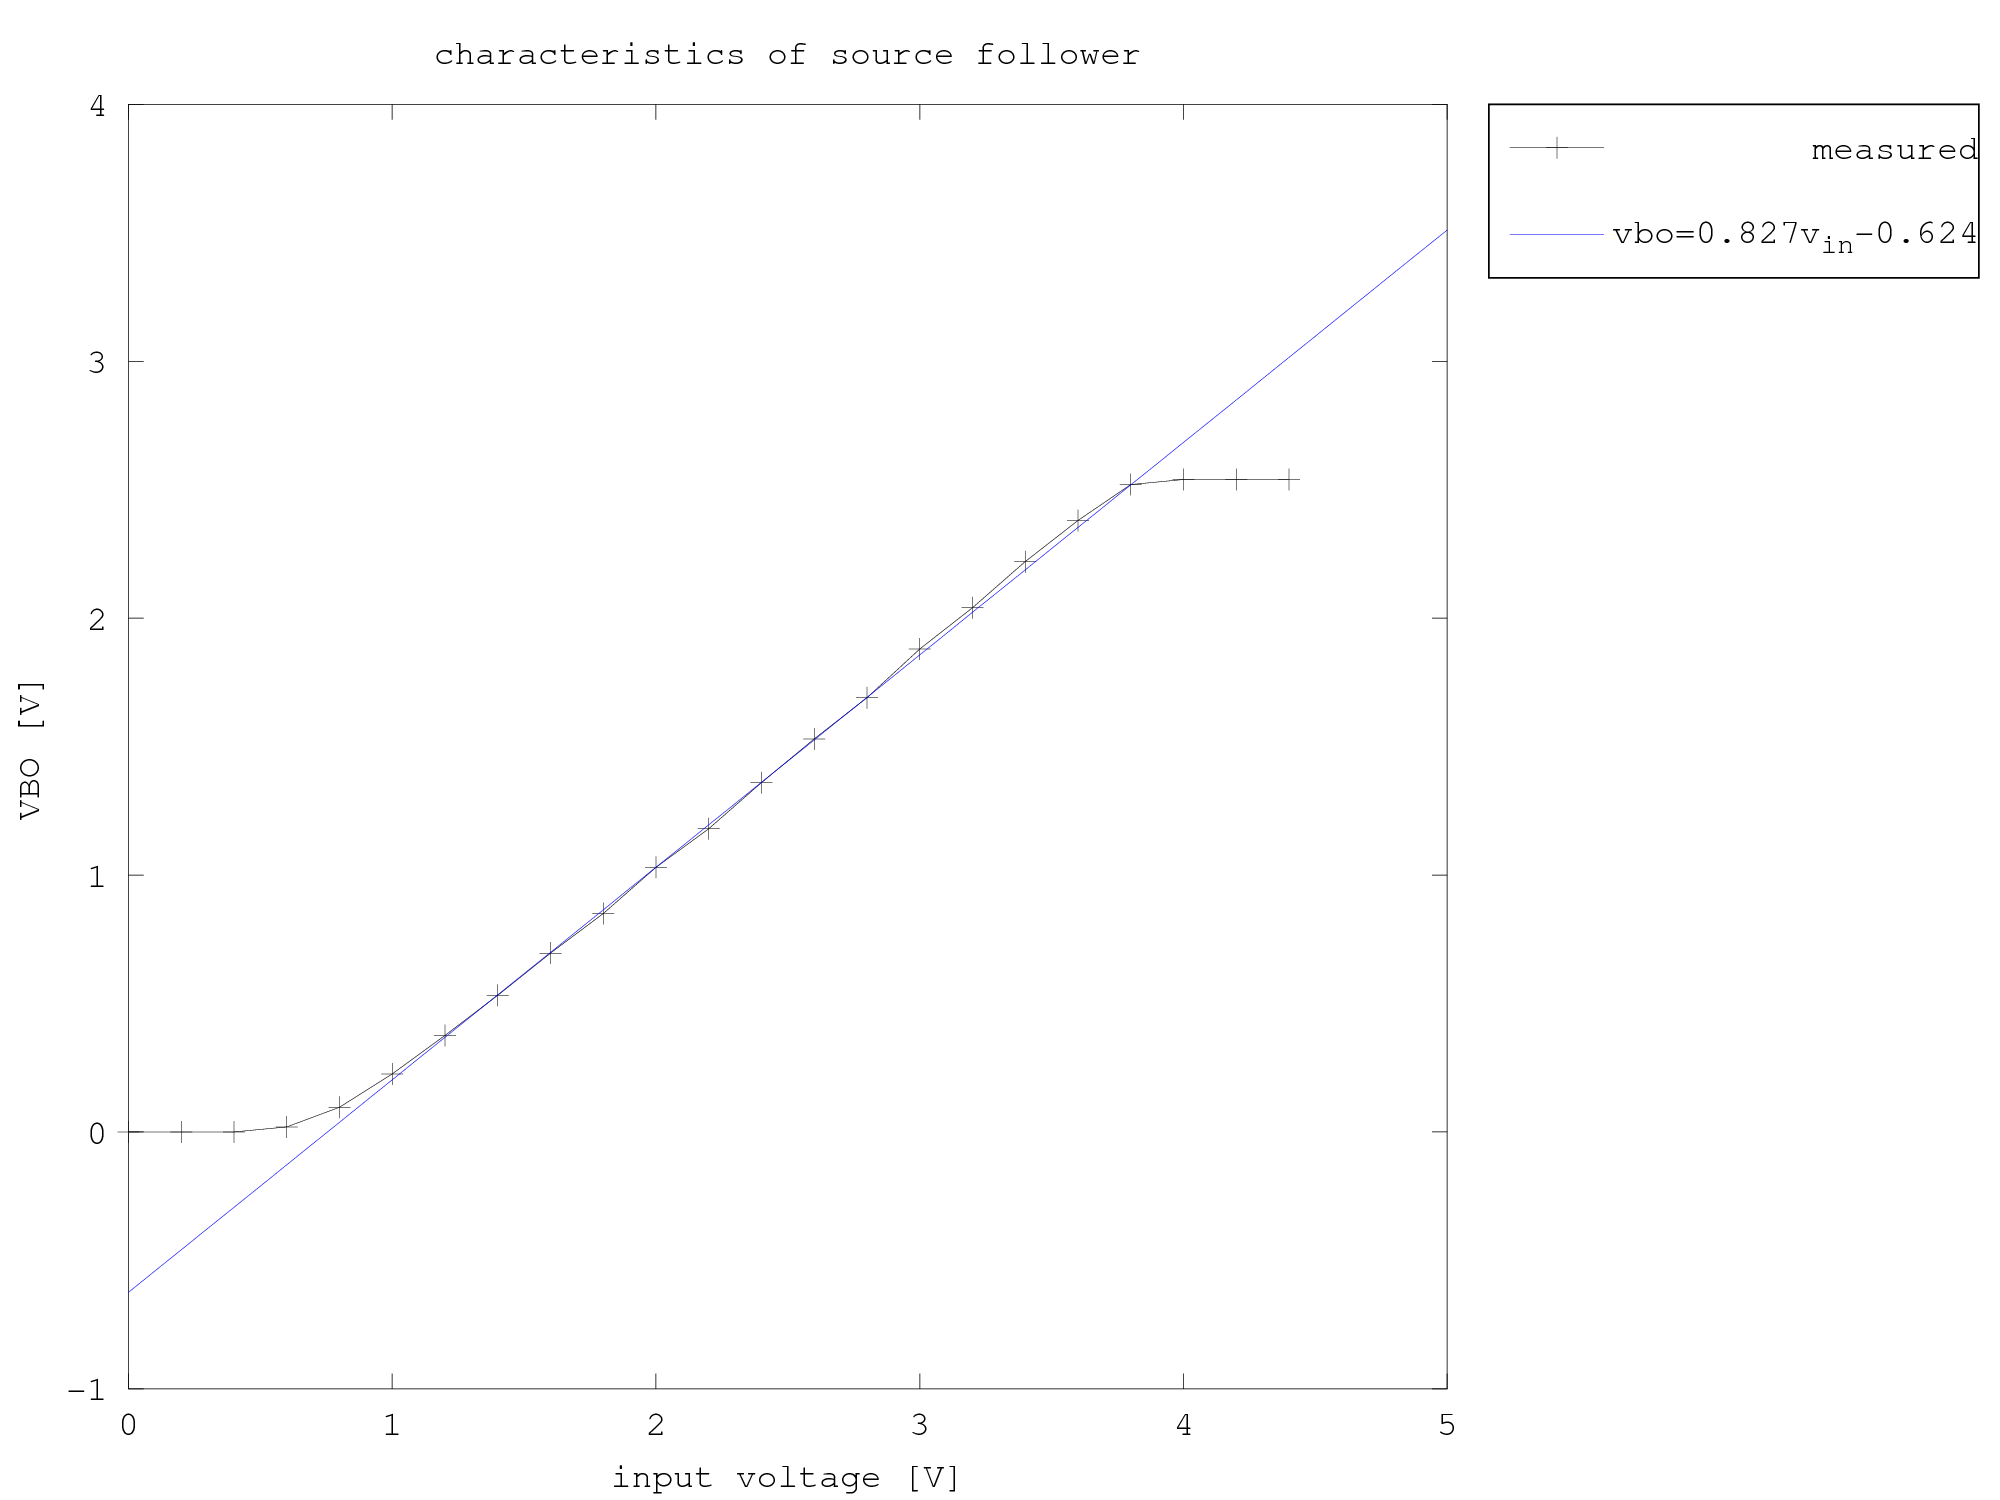 characteristics of source follower
measured
vbo=0.827v_in-0.624
4
3
2
1
0
-1
VBO [V]
0 1 2 3 4 5
input voltage [V]